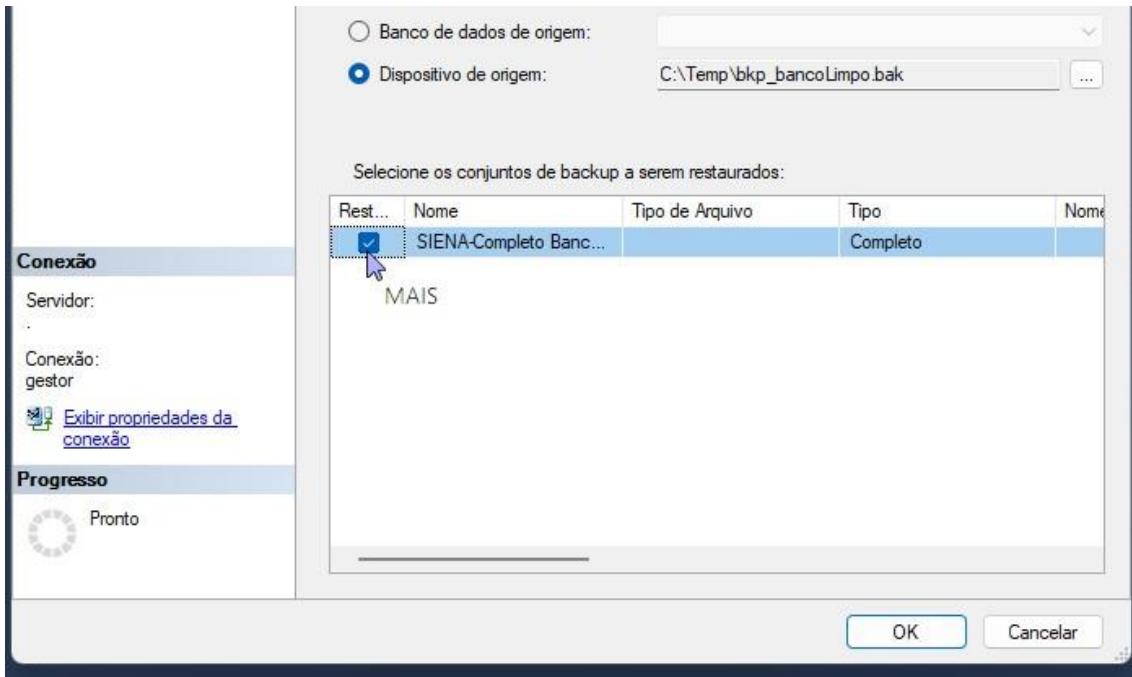 Banco de dados de origem:
Dispositivo de origem: C:\Temp\bkp_bancoLimpo.bak ...
Selecione os conjuntos de backup a serem restaurados:
Rest... Nome Tipo de Arquivo Tipo Nome
SIENA-Completo Banc... Completo
MAIS
Conexão
Servidor:
.
Conexão:
gestor
Exibir propriedades da
conexão
Progresso
Pronto
OK Cancelar